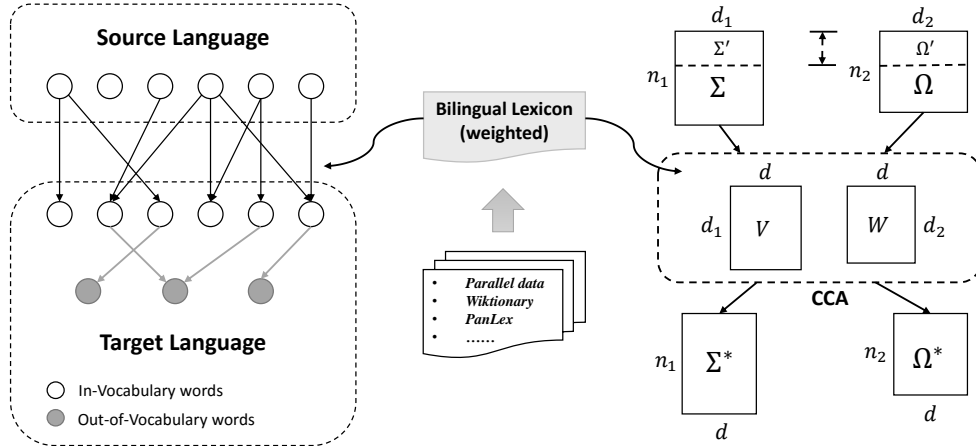 Source Language
Target Language
In-Vocabulary words
Out-of-Vocabulary words
Bilingual Lexicon
(weighted)
• Parallel data
• Wiktionary
• PanLex
• ......
d₁
d₂
Σ′
Ω′
n₁
Σ
n₂
Ω
d
d
d₁
V
W
d₂
CCA
n₁
Σ*
n₂
Ω*
d
d